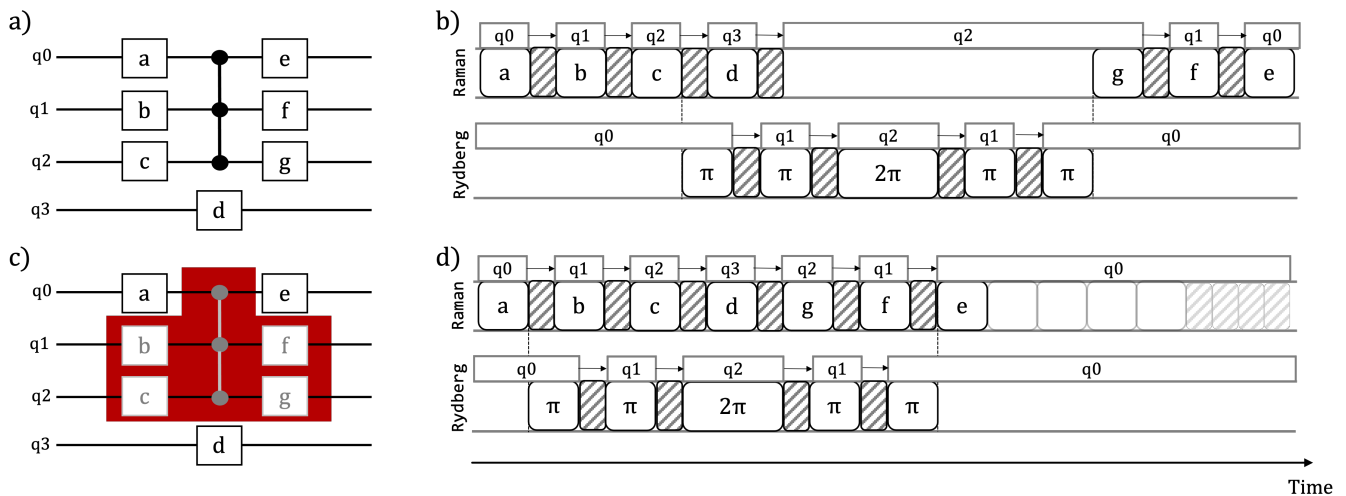 a)
q0 a e
q1 b f
q2 c g
q3 d
b)
Raman
q0 q1 q2 q3 q2 q1 q0
a b c d g f e
Rydberg
q0 q1 q2 q1 q0
π π 2π π π
c)
q0 a e
q1 b f
q2 c g
q3 d
d)
Raman
q0 q1 q2 q3 q2 q1 q0
a b c d g f e
Rydberg
q0 q1 q2 q1 q0
π π 2π π π
Time